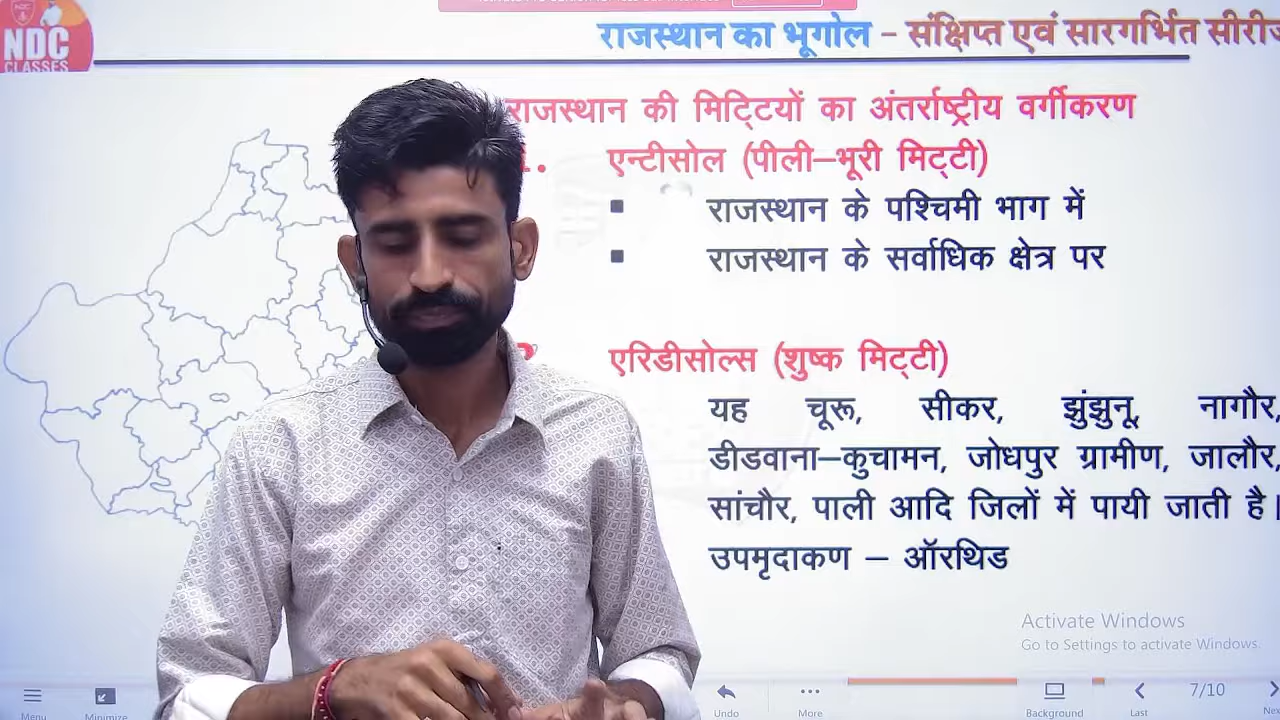 NDC
CLASSES
राजस्थान का भूगोल – संक्षिप्त एवं सारगर्भित सीरीज
राजस्थान की मिट्टियों का अंतर्राष्ट्रीय वर्गीकरण
1. एन्टीसोल (पीली–भूरी मिट्टी)
▪ राजस्थान के पश्चिमी भाग में
▪ राजस्थान के सर्वाधिक क्षेत्र पर
एरिडीसोल्स (शुष्क मिट्टी)
यह चूरू, सीकर, झुंझुनू, नागौर,
डीडवाना–कुचामन, जोधपुर ग्रामीण, जालौर,
सांचौर, पाली आदि जिलों में पायी जाती है।
उपमृदाकण – ऑरथिड
Activate Windows
Go to Settings to activate Windows.
Menu Minimize Undo More Background Last 7/10